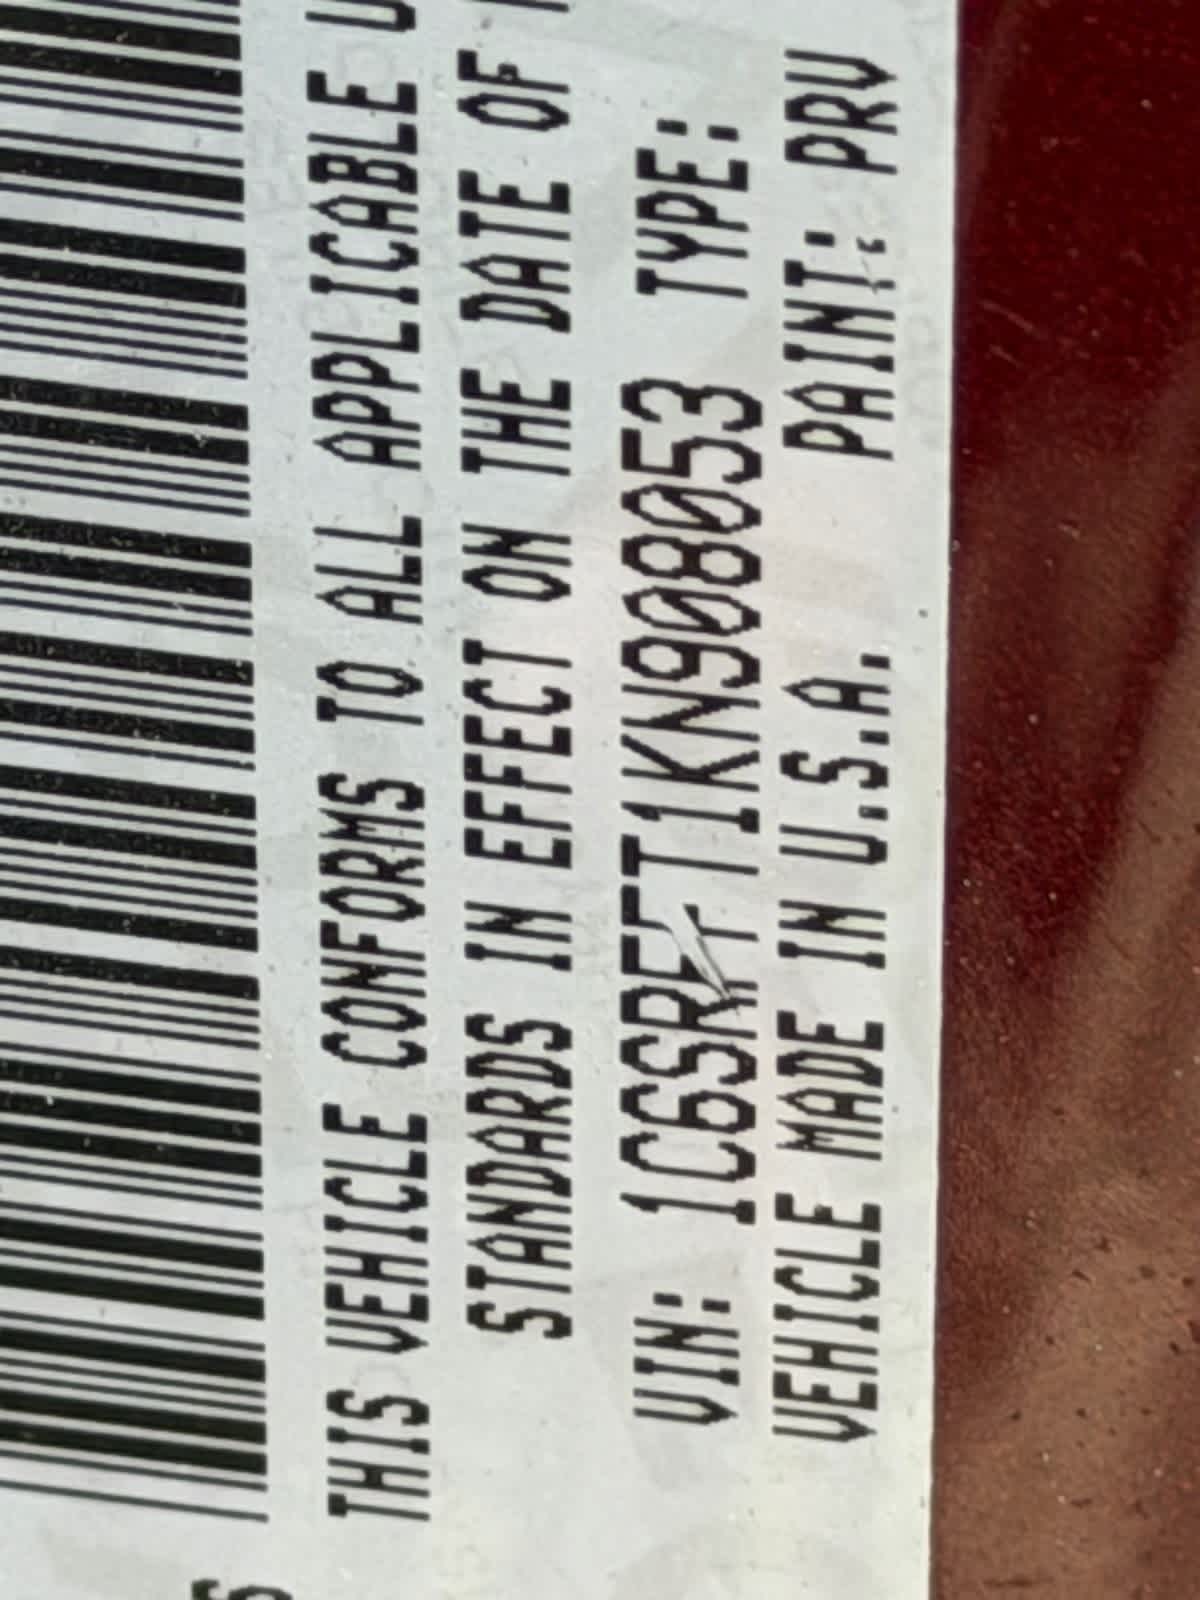 THIS VEHICLE CONFORMS TO ALL APPLICABLE U
STANDARDS IN EFFECT ON THE DATE OF
VIN: 1C6SRFFT1KN908053 TYPE:
VEHICLE MADE IN U.S.A. PAINT: PRV